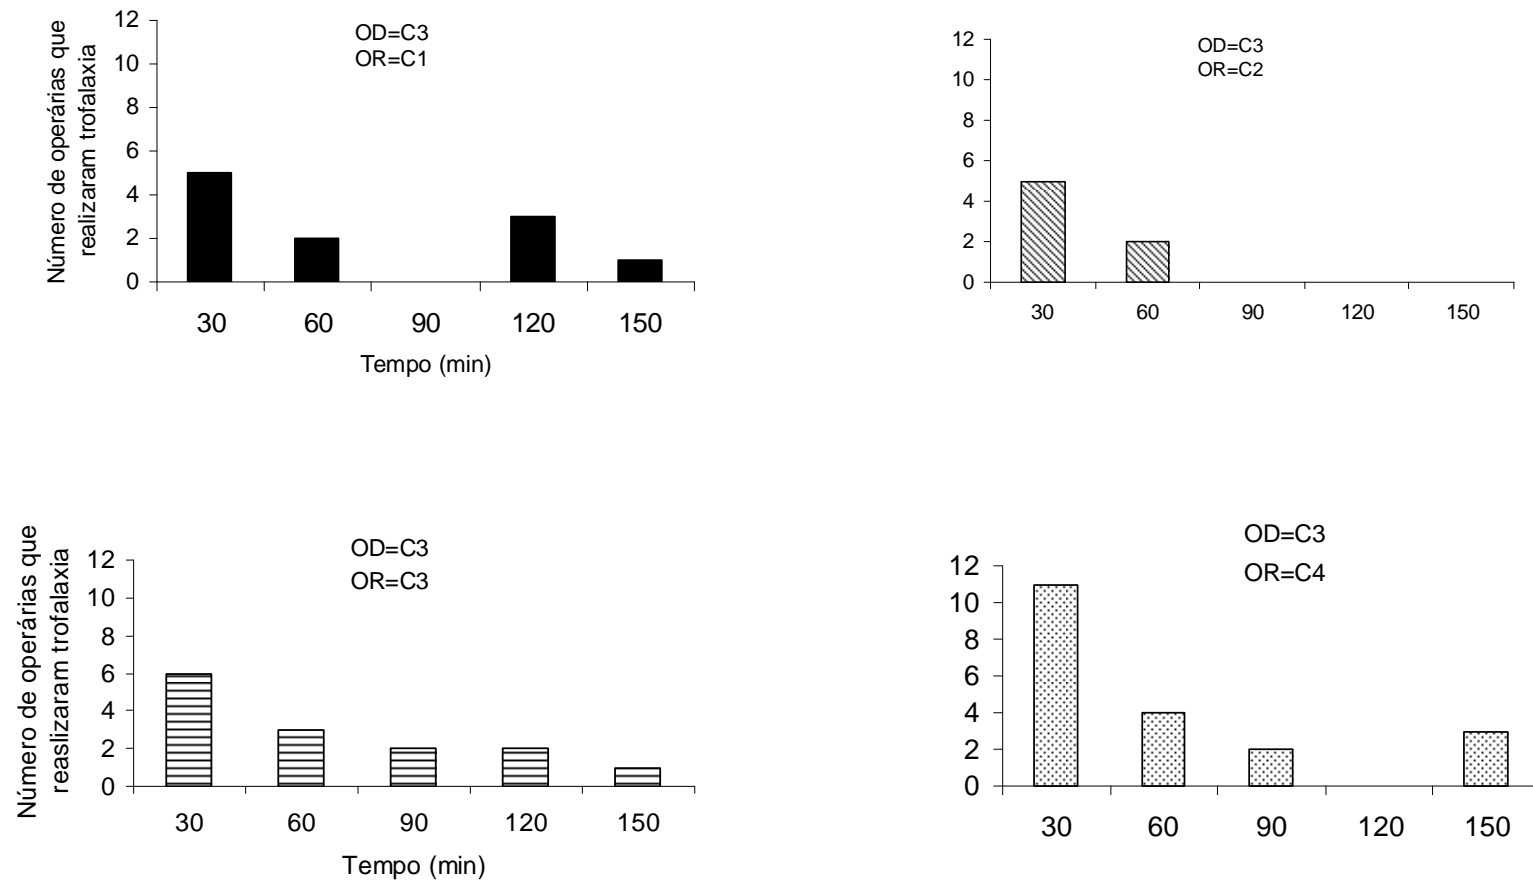 OD=C3
OR=C1
Número de operárias que
realizaram trofalaxia
12
10
8
6
4
2
0
30 60 90 120 150
Tempo (min)
OD=C3
OR=C2
12
10
8
6
4
2
0
30 60 90 120 150
OD=C3
OR=C3
Número de operárias que
reaslizaram trofalaxia
12
10
8
6
4
2
0
30 60 90 120 150
Tempo (min)
OD=C3
OR=C4
12
10
8
6
4
2
0
30 60 90 120 150